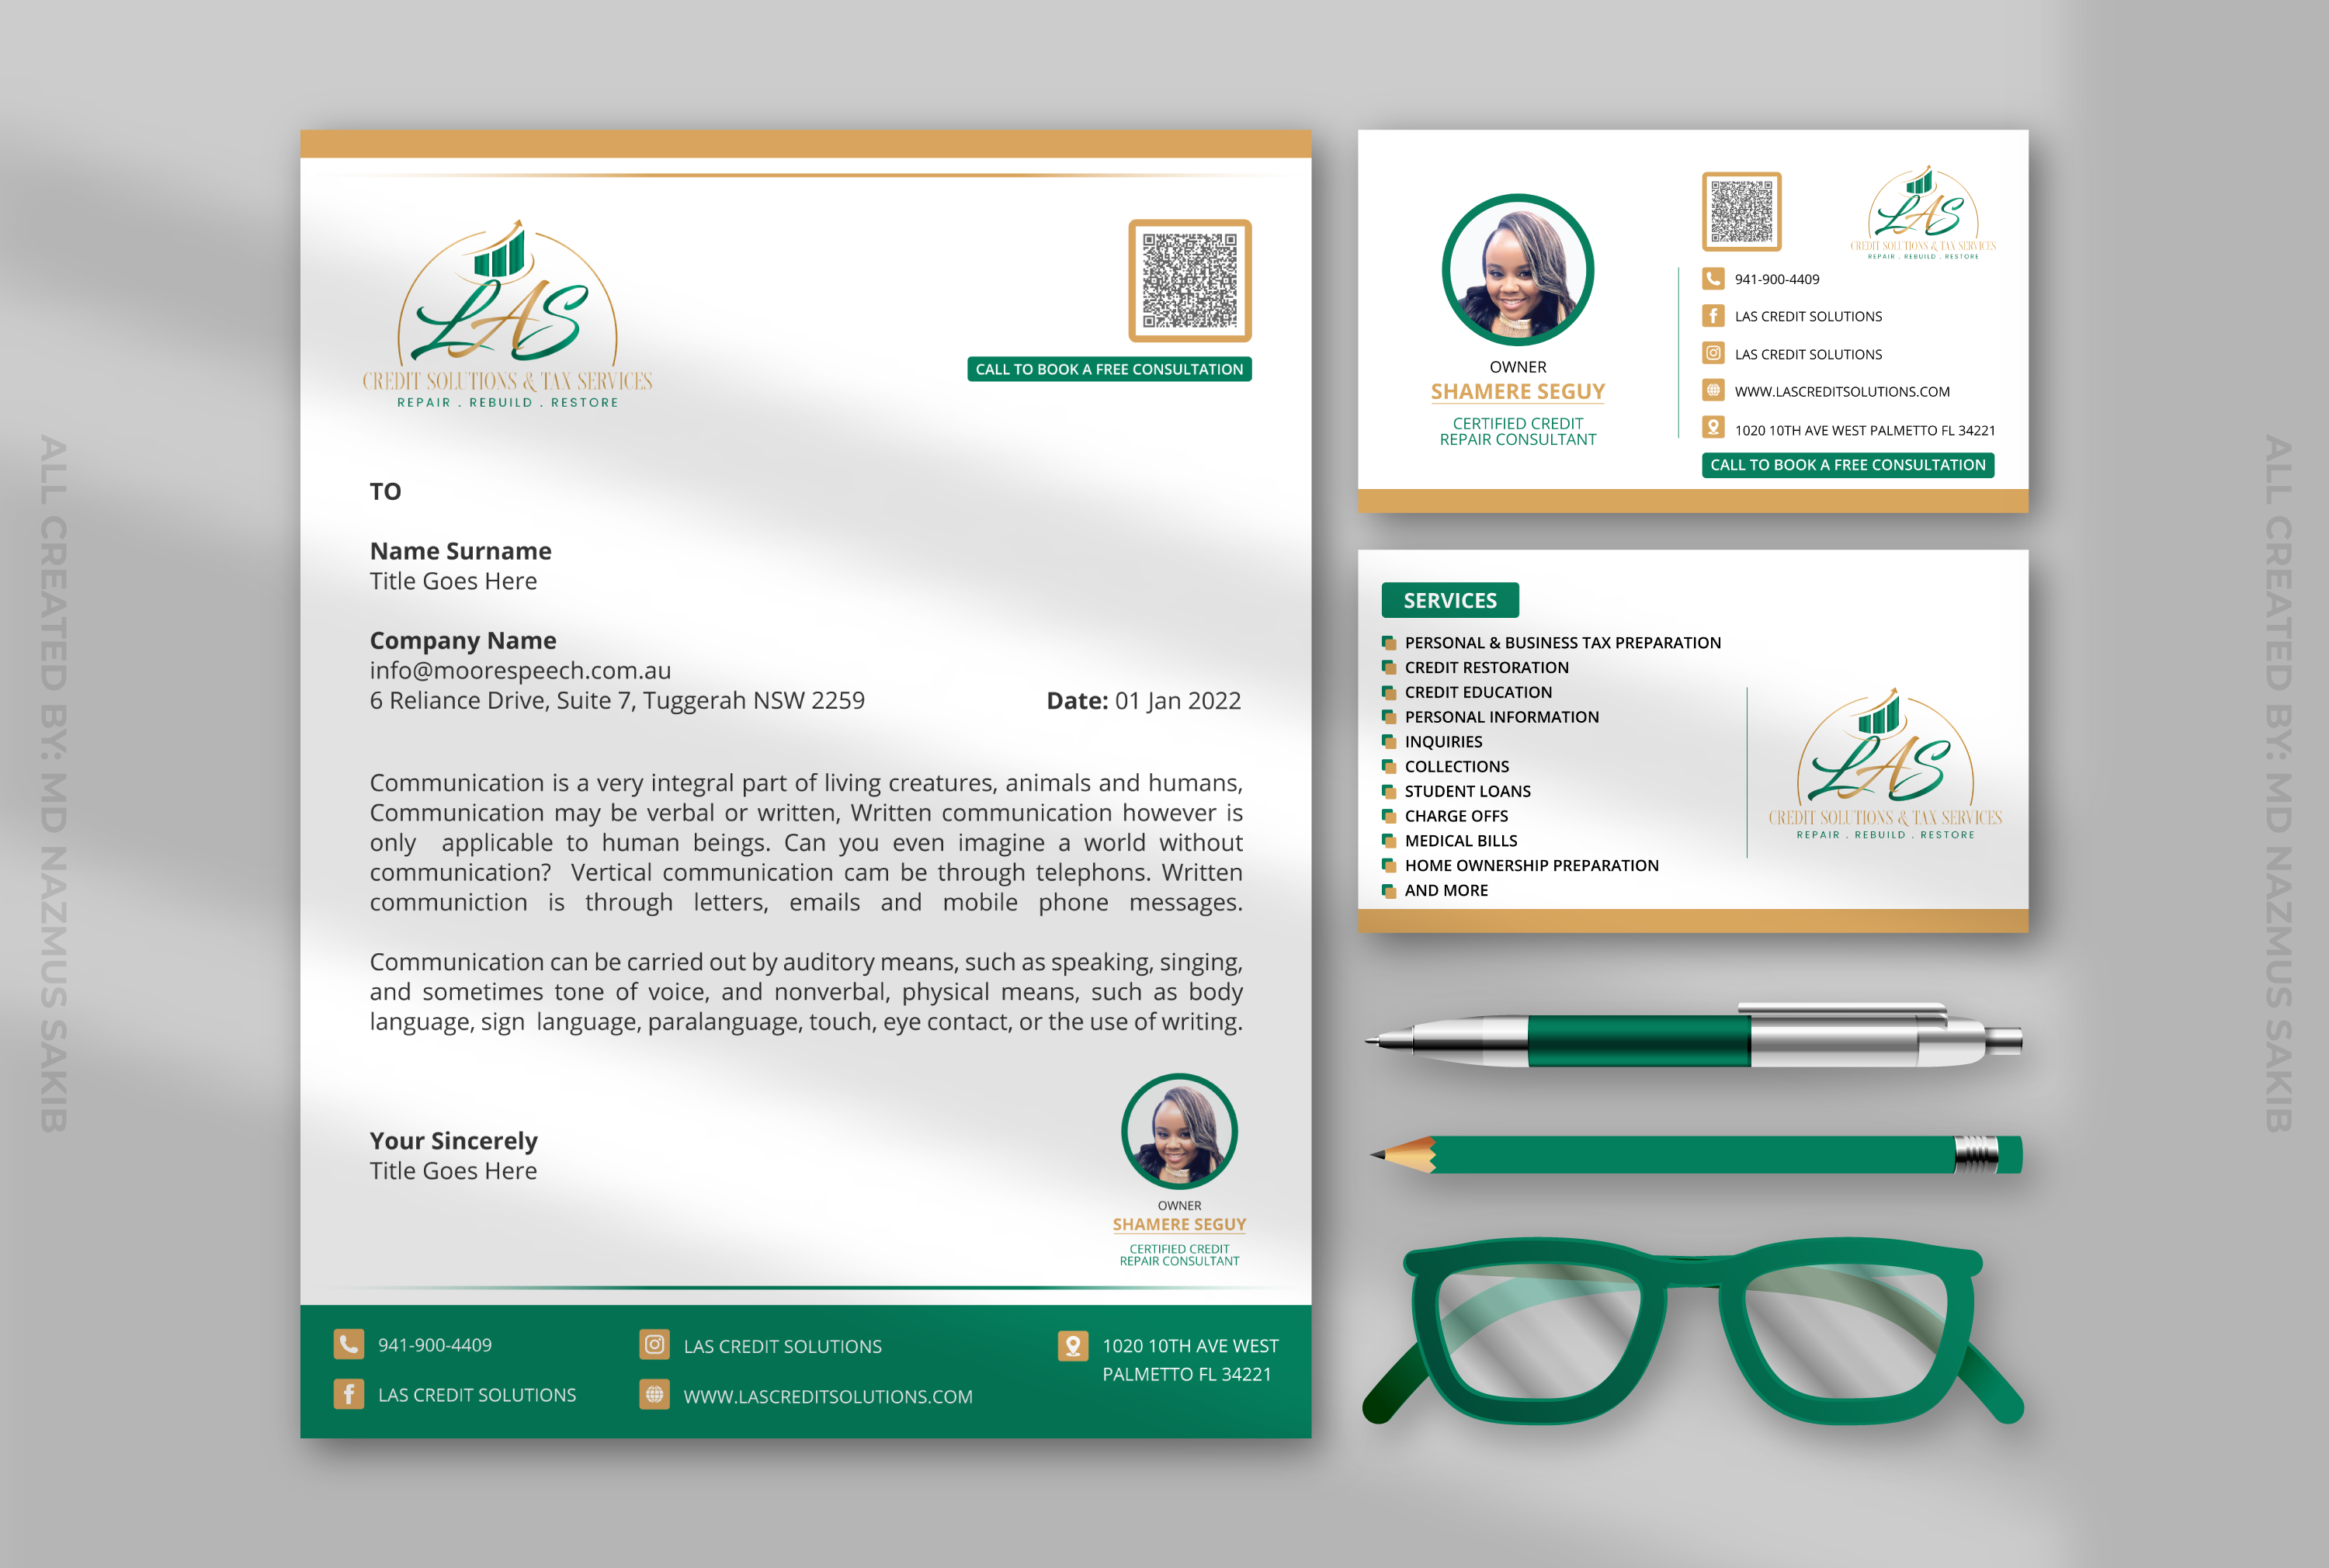 ALL CREATED BY: MD NAZMUS SAKIB
LAS
CREDIT SOLUTIONS & TAX SERVICES
REPAIR . REBUILD . RESTORE
CALL TO BOOK A FREE CONSULTATION
TO
Name Surname
Title Goes Here
Company Name
info@moorespeech.com.au
6 Reliance Drive, Suite 7, Tuggerah NSW 2259
Date: 01 Jan 2022
Communication is a very integral part of living creatures, animals and humans,
Communication may be verbal or written, Written communication however is
only applicable to human beings. Can you even imagine a world without
communication? Vertical communication cam be through telephons. Written
communiction is through letters, emails and mobile phone messages.
Communication can be carried out by auditory means, such as speaking, singing,
and sometimes tone of voice, and nonverbal, physical means, such as body
language, sign language, paralanguage, touch, eye contact, or the use of writing.
Your Sincerely
Title Goes Here
OWNER
SHAMERE SEGUY
CERTIFIED CREDIT
REPAIR CONSULTANT
941-900-4409
LAS CREDIT SOLUTIONS
LAS CREDIT SOLUTIONS
WWW.LASCREDITSOLUTIONS.COM
1020 10TH AVE WEST
PALMETTO FL 34221
OWNER
SHAMERE SEGUY
CERTIFIED CREDIT
REPAIR CONSULTANT
LAS
CREDIT SOLUTIONS & TAX SERVICES
REPAIR . REBUILD . RESTORE
941-900-4409
LAS CREDIT SOLUTIONS
LAS CREDIT SOLUTIONS
WWW.LASCREDITSOLUTIONS.COM
1020 10TH AVE WEST PALMETTO FL 34221
CALL TO BOOK A FREE CONSULTATION
SERVICES
PERSONAL & BUSINESS TAX PREPARATION
CREDIT RESTORATION
CREDIT EDUCATION
PERSONAL INFORMATION
INQUIRIES
COLLECTIONS
STUDENT LOANS
CHARGE OFFS
MEDICAL BILLS
HOME OWNERSHIP PREPARATION
AND MORE
LAS
CREDIT SOLUTIONS & TAX SERVICES
REPAIR . REBUILD . RESTORE
ALL CREATED BY: MD NAZMUS SAKIB